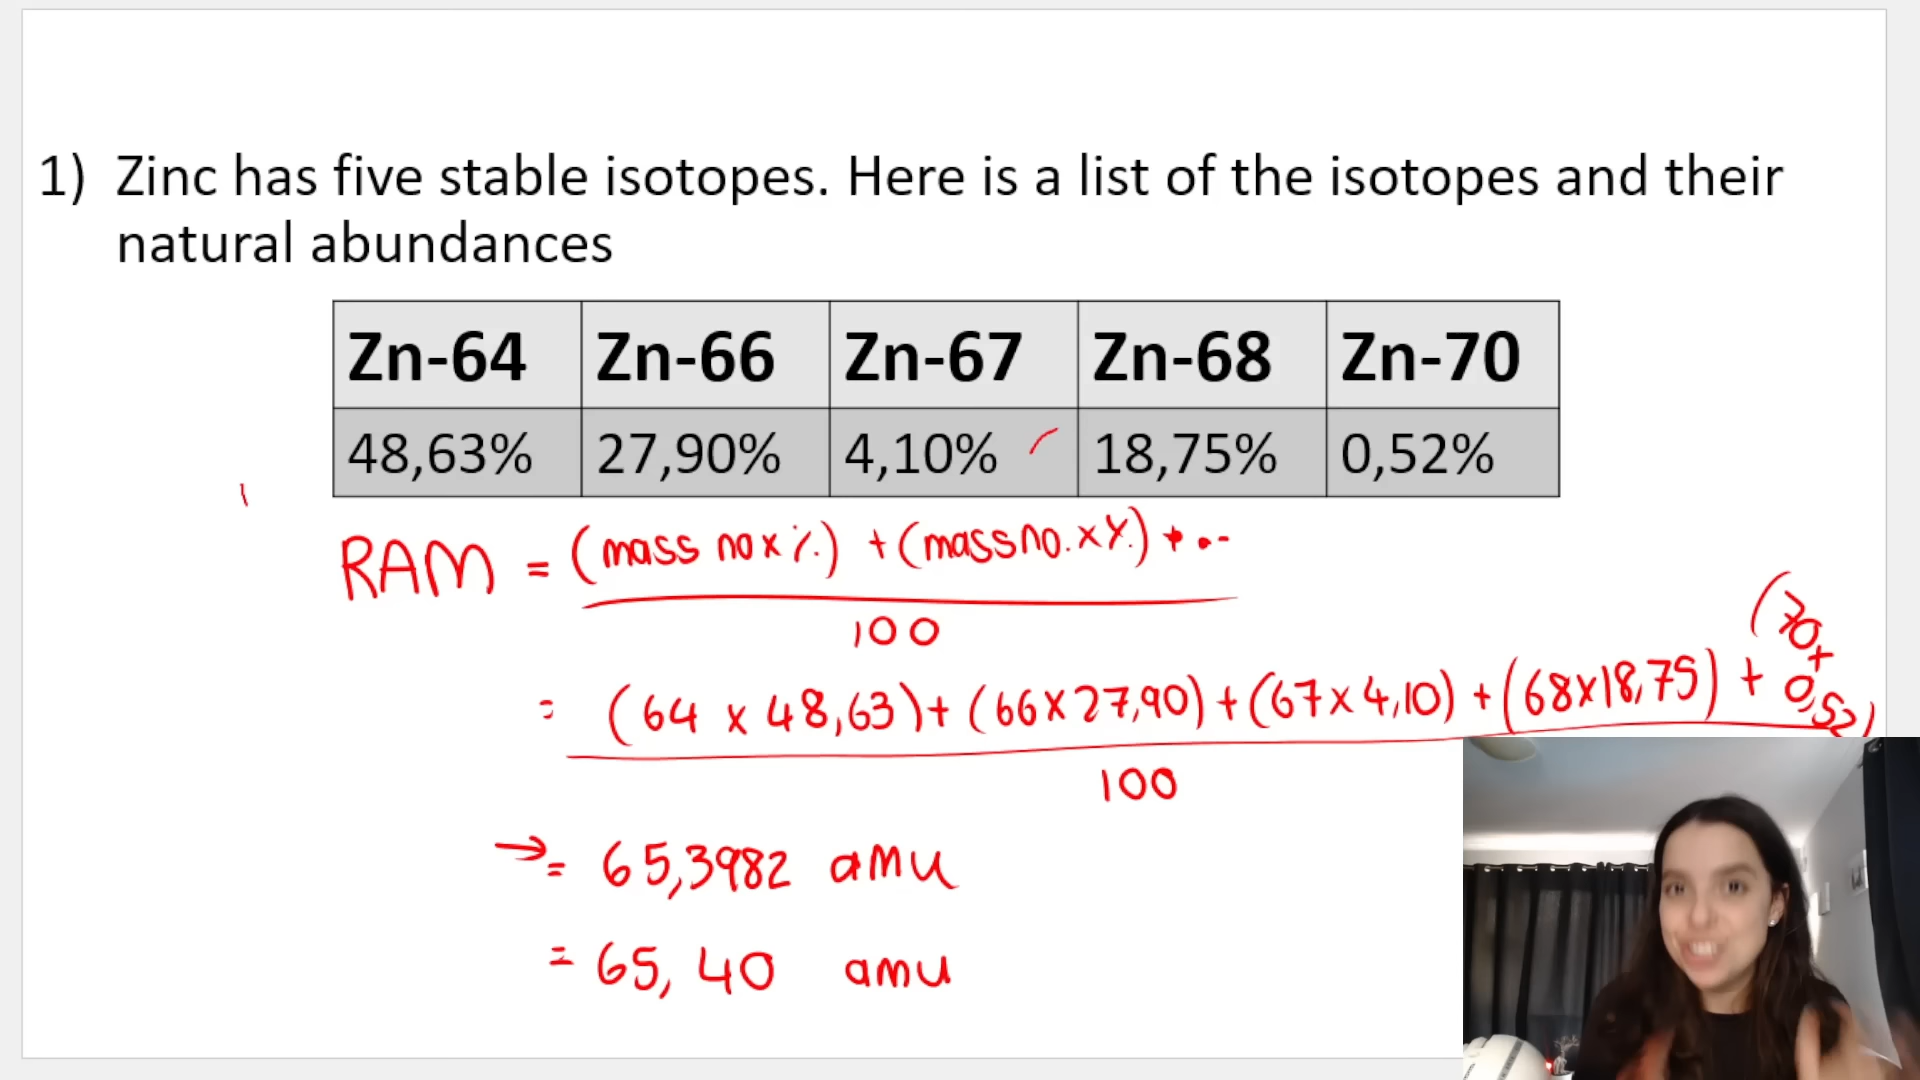 1) Zinc has five stable isotopes. Here is a list of the isotopes and their
natural abundances
Zn-64 Zn-66 Zn-67 Zn-68 Zn-70
48,63% 27,90% 4,10% 18,75% 0,52%
RAM = (mass no x %) + (mass no. x %) + ...
100
= (64 x 48,63) + (66 x 27,90) + (67 x 4,10) + (68 x 18,75) + (70 + 0,52)
100
→ = 65,3982 amu
= 65,40 amu